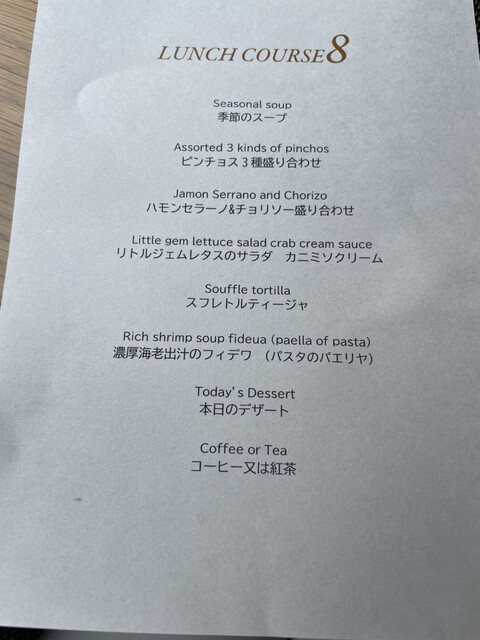 LUNCH COURSE 8
Seasonal soup
季節のスープ
Assorted 3 kinds of pinchos
ピンチョス３種盛り合わせ
Jamon Serrano and Chorizo
ハモンセラーノ&チョリソー盛り合わせ
Little gem lettuce salad crab cream sauce
リトルジェムレタスのサラダ　カニミソクリーム
Souffle tortilla
スフレトルティージャ
Rich shrimp soup fideua (paella of pasta)
濃厚海老出汁のフィデワ　（パスタのパエリヤ）
Today's Dessert
本日のデザート
Coffee or Tea
コーヒー又は紅茶